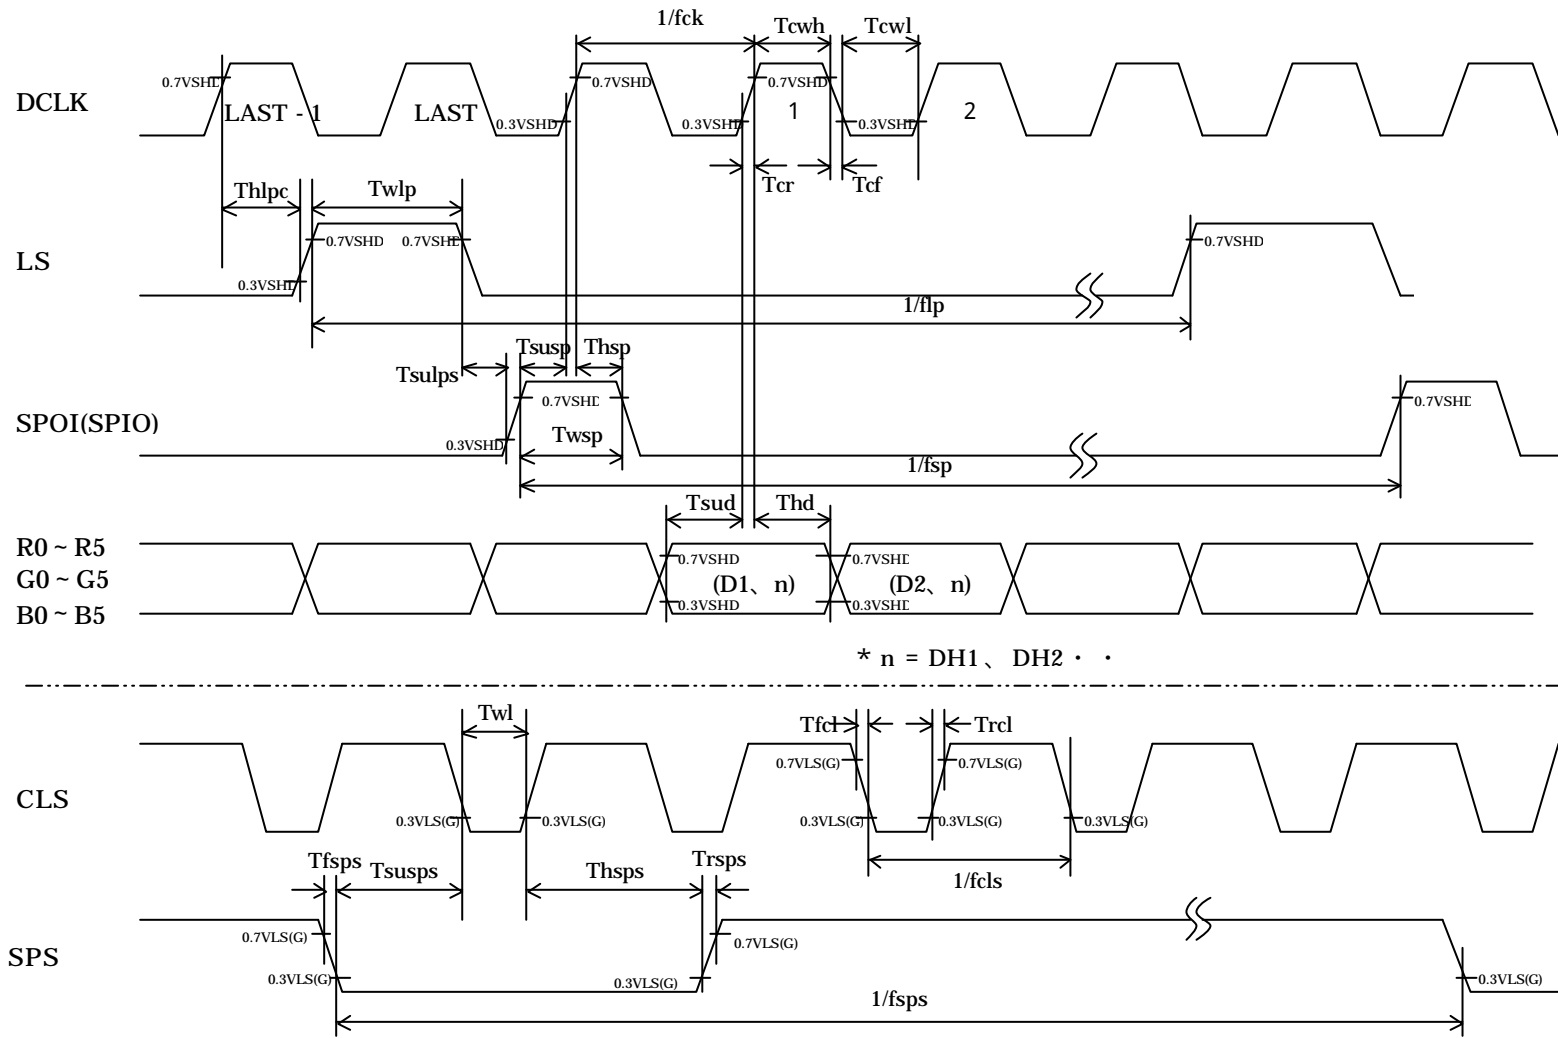 1/fck
Tcwh
Tcwl
DCLK
0.7VSHD
LAST - 1
LAST
0.3VSHD
0.7VSHD
0.3VSHD
0.7VSHD
1
0.3VSHD
2
Tcr
Tcf
Thlpc
Twlp
LS
0.7VSHD
0.7VSHD
0.3VSHD
0.7VSHD
1/flp
Tsulps
Tsusp
Thsp
SPOI(SPIO)
0.7VSHD
0.3VSHD
Twsp
0.7VSHD
1/fsp
Tsud
Thd
R0 ~ R5
G0 ~ G5
B0 ~ B5
0.7VSHD
(D1、n)
0.3VSHD
0.7VSHD
(D2、n)
0.3VSHD
* n = DH1、DH2・・
Twl
Tfcl
Trcl
CLS
0.7VLS(G)
0.7VLS(G)
0.3VLS(G)
0.3VLS(G)
0.3VLS(G)
0.3VLS(G)
0.3VLS(G)
1/fcls
Tfsps
Tsusps
Thsps
Trsps
SPS
0.7VLS(G)
0.7VLS(G)
0.3VLS(G)
0.3VLS(G)
0.3VLS(G)
1/fsps